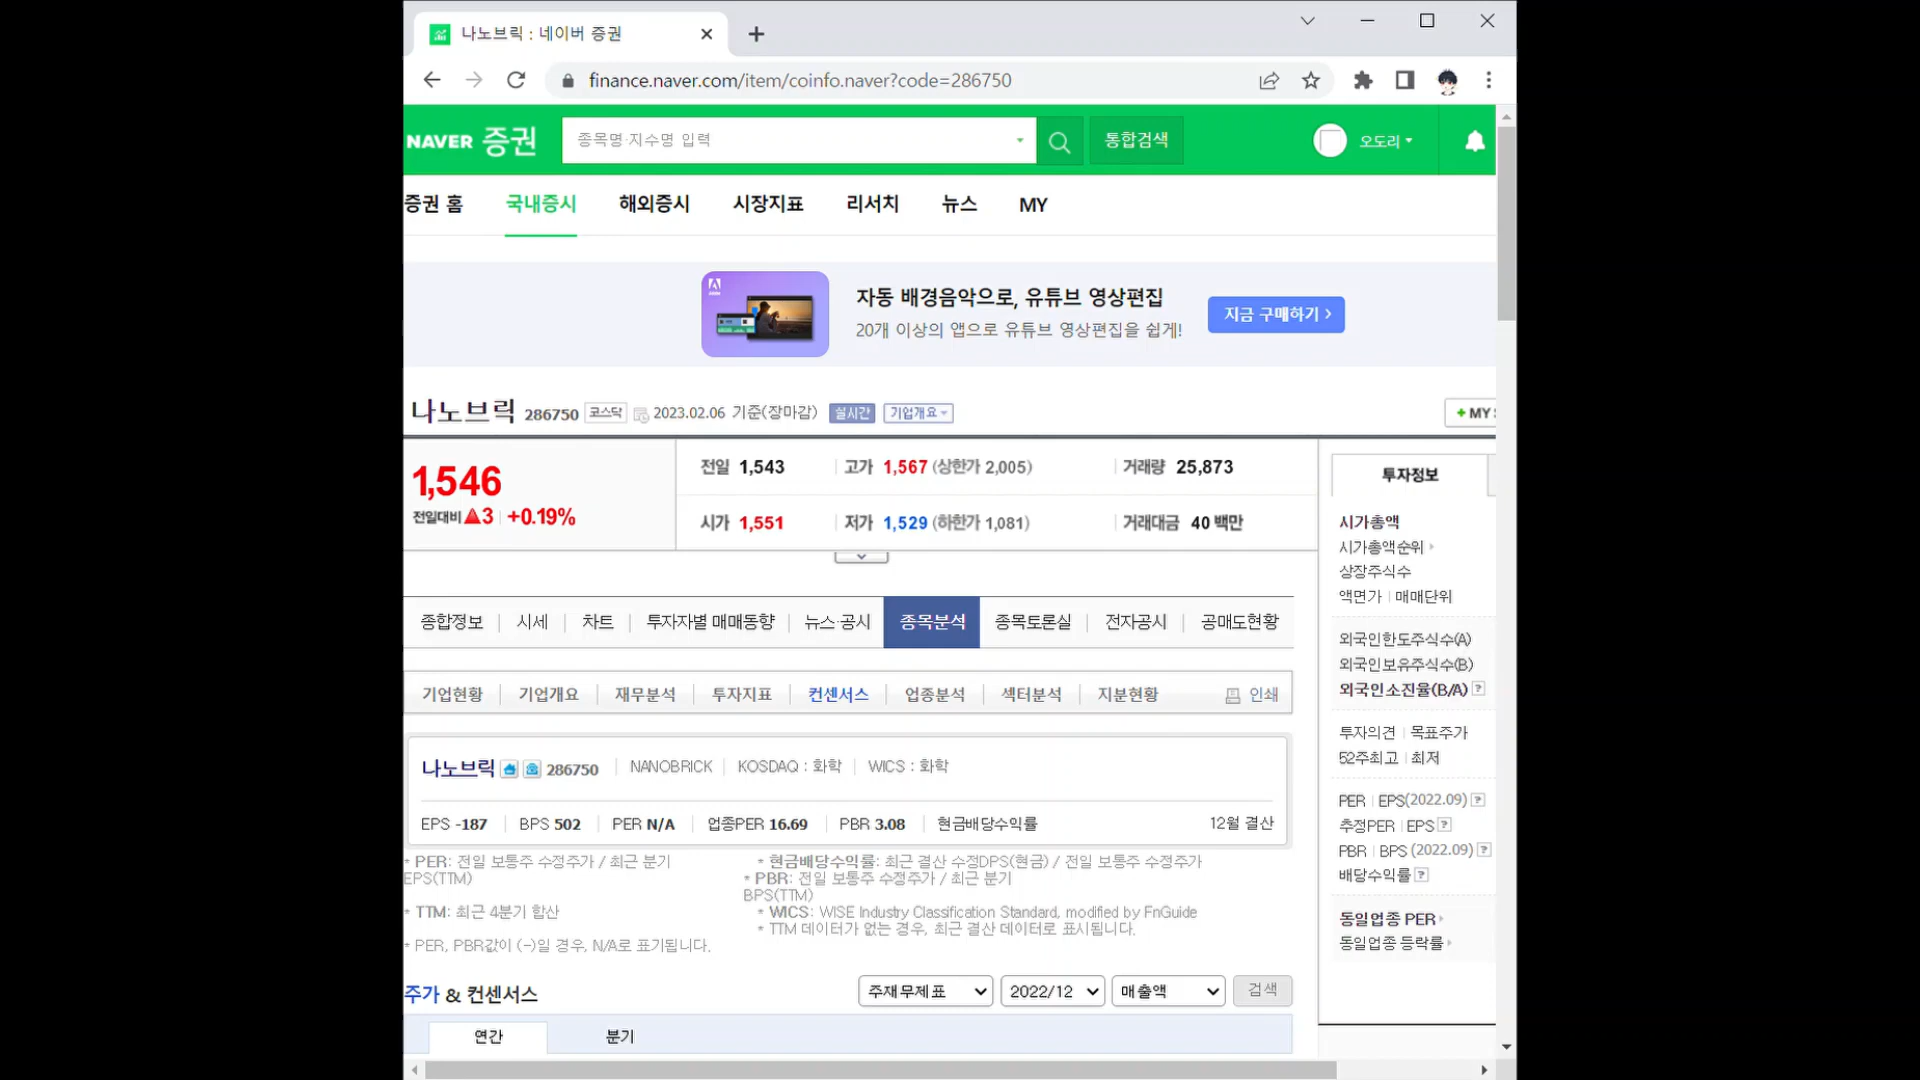 나노브릭 : 네이버 증권
finance.naver.com/item/coinfo.naver?code=286750
NAVER 증권
종목명·지수명 입력
통합검색
오도리
증권 홈 국내증시 해외증시 시장지표 리서치 뉴스 MY
자동 배경음악으로, 유튜브 영상편집
20개 이상의 앱으로 유튜브 영상편집을 쉽게!
지금 구매하기 ›
나노브릭 286750 코스닥 2023.02.06 기준(장마감) 실시간 기업개요
+ MY
1,546
전일대비 ▲3 +0.19%
전일 1,543 고가 1,567 (상한가 2,005) 거래량 25,873
시가 1,551 저가 1,529 (하한가 1,081) 거래대금 40 백만
종합정보 시세 차트 투자자별 매매동향 뉴스·공시 종목분석 종목토론실 전자공시 공매도현황
기업현황 기업개요 재무분석 투자지표 컨센서스 업종분석 섹터분석 지분현황 인쇄
나노브릭 286750 NANOBRICK KOSDAQ : 화학 WICS : 화학
EPS -187 BPS 502 PER N/A 업종PER 16.69 PBR 3.08 현금배당수익률 12월 결산
* PER: 전일 보통주 수정주가 / 최근 분기
EPS(TTM)
* 현금배당수익률: 최근 결산 수정DPS(현금) / 전일 보통주 수정주가
* PBR: 전일 보통주 수정주가 / 최근 분기
BPS(TTM)
* TTM: 최근 4분기 합산
* WICS: WISE Industry Classification Standard, modified by FnGuide
* TTM 데이터가 없는 경우, 최근 결산 데이터로 표시됩니다.
* PER, PBR값이 (-)일 경우, N/A로 표기됩니다.
주가 & 컨센서스
주재무제표 2022/12 매출액 검색
연간 분기
투자정보
시가총액
시가총액순위
상장주식수
액면가 매매단위
외국인한도주식수(A)
외국인보유주식수(B)
외국인소진율(B/A) ?
투자의견 목표주가
52주최고 최저
PER EPS(2022.09) ?
추정PER EPS ?
PBR BPS (2022.09) ?
배당수익률 ?
동일업종 PER
동일업종 등락률